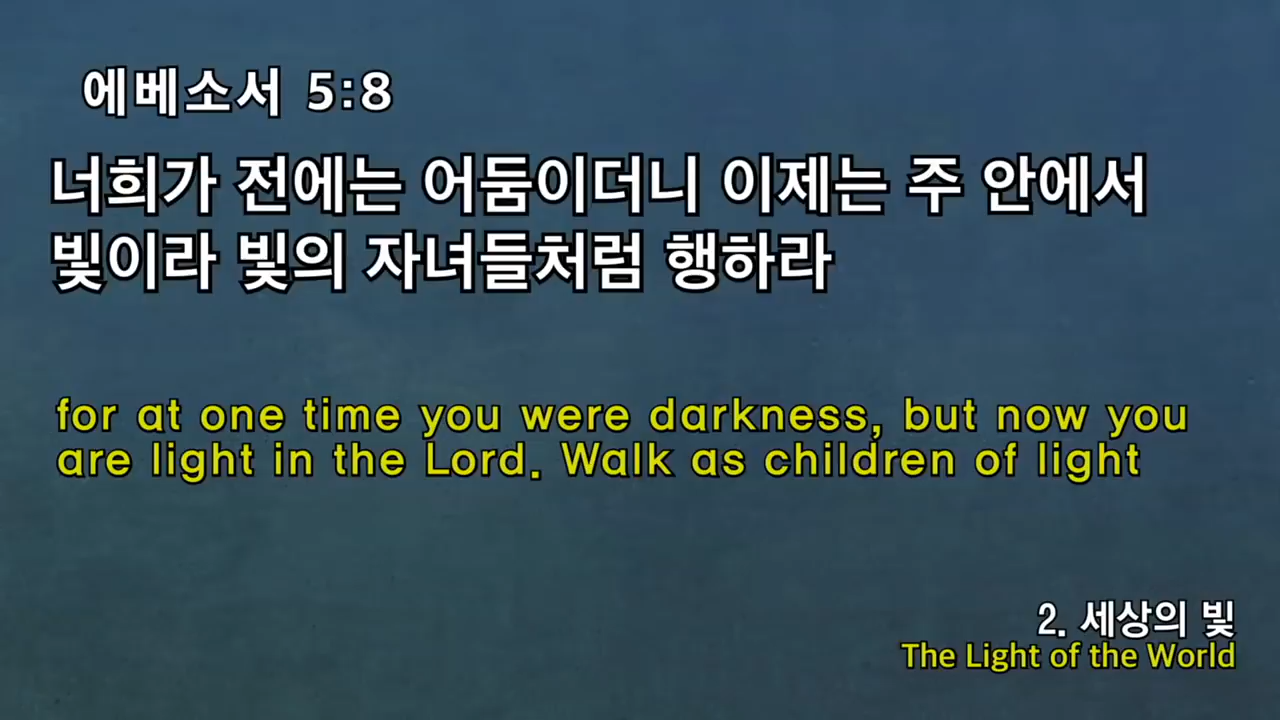 에베소서 5:8
너희가 전에는 어둠이더니 이제는 주 안에서
빛이라 빛의 자녀들처럼 행하라
for at one time you were darkness, but now you
are light in the Lord. Walk as children of light
2. 세상의 빛
The Light of the World